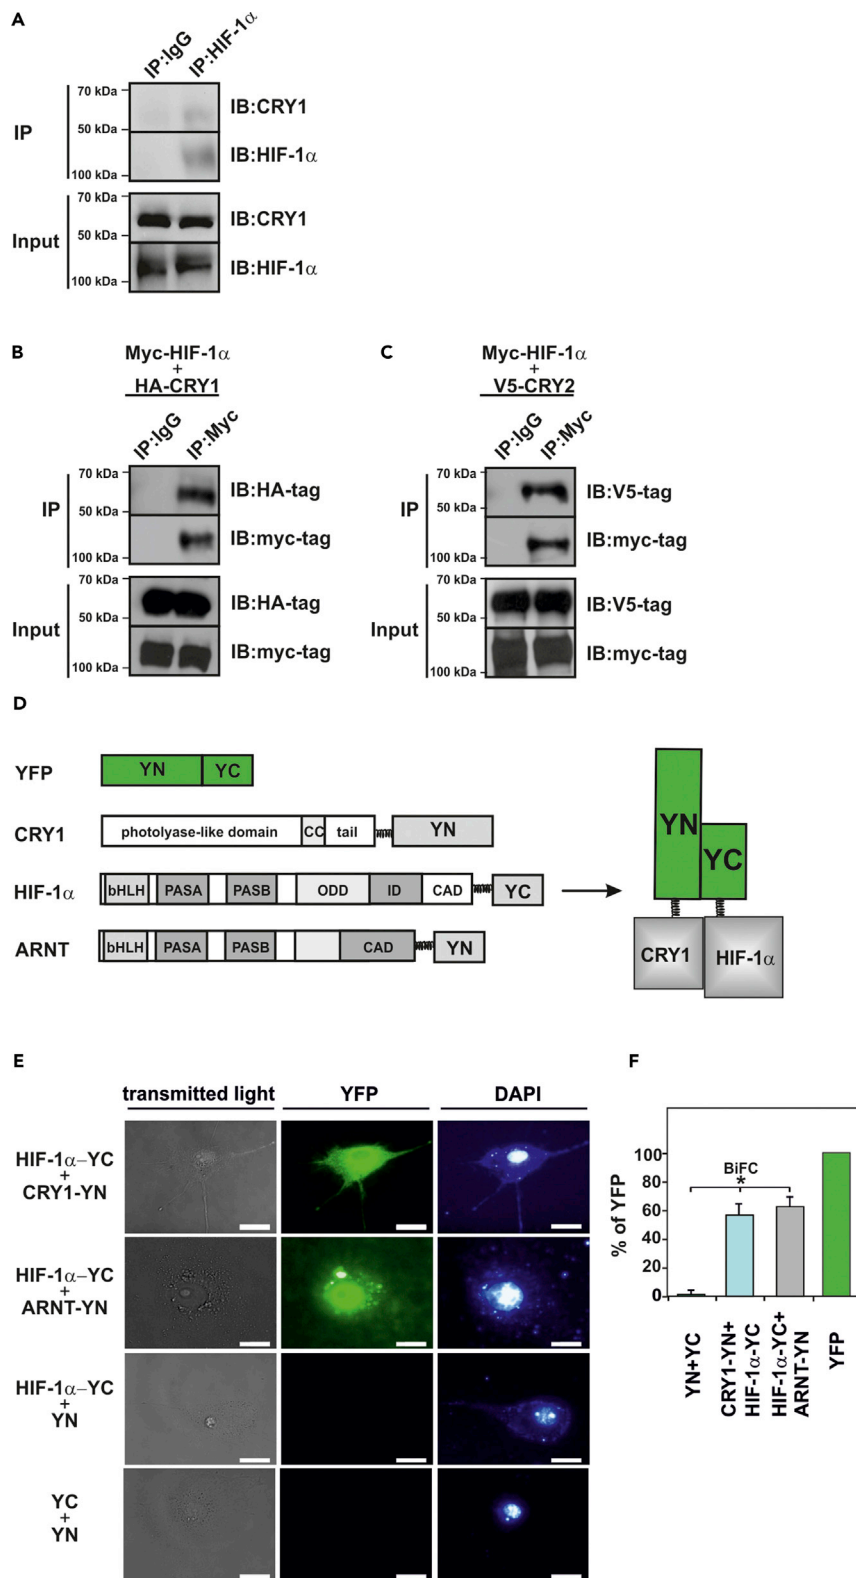 A
IP:IgG
IP:HIF-1α
70 kDa
IB:CRY1
IP
50 kDa
IB:HIF-1α
100 kDa
70 kDa
IB:CRY1
Input
50 kDa
IB:HIF-1α
100 kDa
B
Myc-HIF-1α
+
HA-CRY1
IP:IgG
IP:Myc
70 kDa
IB:HA-tag
IP
50 kDa
IB:myc-tag
100 kDa
70 kDa
IB:HA-tag
50 kDa
Input
IB:myc-tag
100 kDa
C
Myc-HIF-1α
+
V5-CRY2
IP:IgG
IP:Myc
70 kDa
IB:V5-tag
IP
50 kDa
IB:myc-tag
100 kDa
70 kDa
IB:V5-tag
50 kDa
Input
IB:myc-tag
100 kDa
D
YFP YN YC
CRY1 photolyase-like domain CC tail YN
HIF-1α bHLH PASA PASB ODD ID CAD YC
ARNT bHLH PASA PASB CAD YN
YN
YC
CRY1
HIF-1α
E
transmitted light YFP DAPI
HIF-1α–YC
+
CRY1-YN
HIF-1α–YC
+
ARNT-YN
HIF-1α–YC
+
YN
YC
+
YN
F
% of YFP
100
80
60
40
20
0
BiFC
*
YN+YC
CRY1-YN+
HIF-1α-YC
HIF-1α-YC+
ARNT-YN
YFP